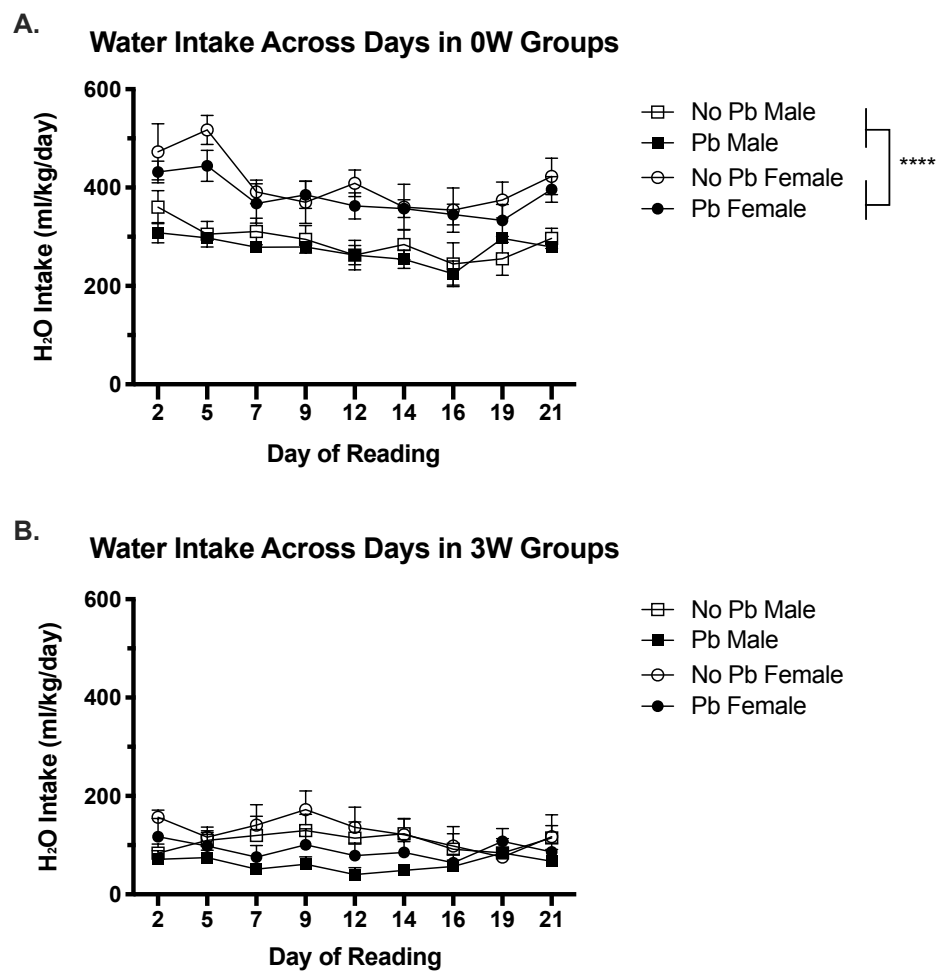 A.
Water Intake Across Days in 0W Groups
600
400
200
0
H₂O Intake (ml/kg/day)
2 5 7 9 12 14 16 19 21
Day of Reading
No Pb Male
Pb Male
No Pb Female
Pb Female
****
B.
Water Intake Across Days in 3W Groups
600
400
200
0
H₂O Intake (ml/kg/day)
2 5 7 9 12 14 16 19 21
Day of Reading
No Pb Male
Pb Male
No Pb Female
Pb Female